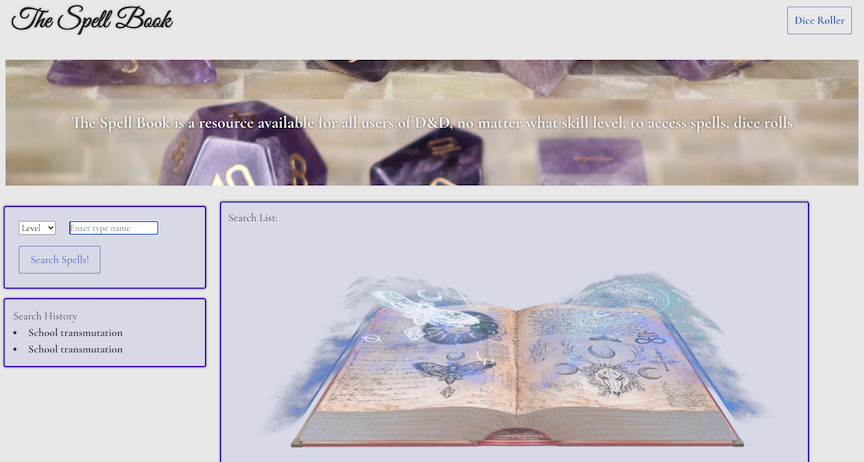 The Spell Book
Dice Roller
The Spell Book is a resource available for all users of D&D, no matter what skill level, to access spells, dice rolls
Level
Enter type name
Search Spells!
Search History
• School transmutation
• School transmutation
Search List: